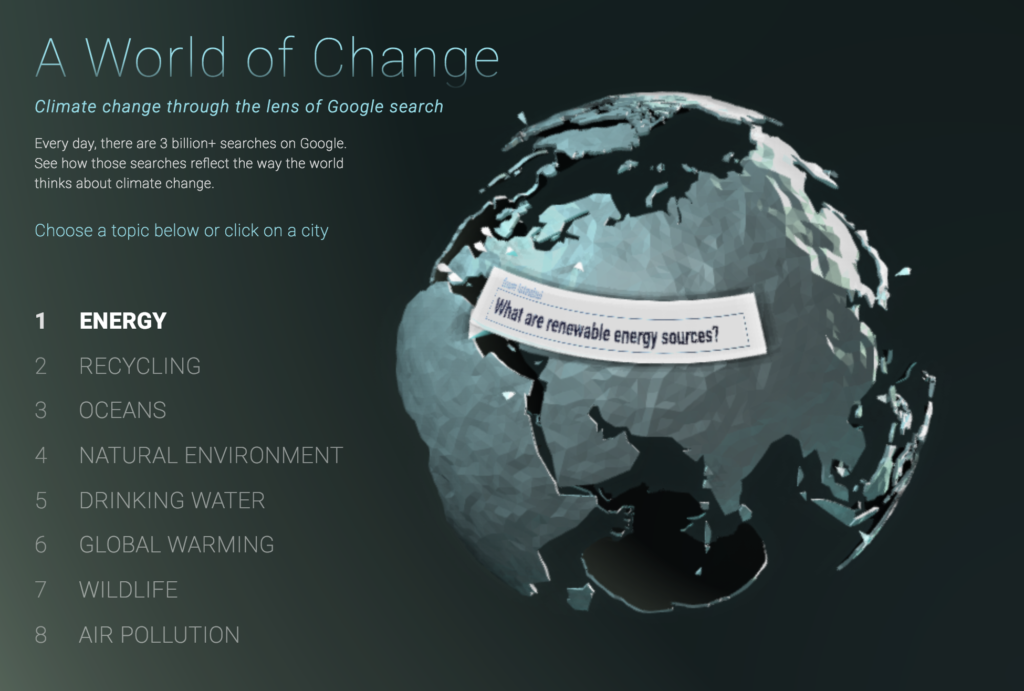 A World of Change
Climate change through the lens of Google search
Every day, there are 3 billion+ searches on Google.
See how those searches reflect the way the world
thinks about climate change.
Choose a topic below or click on a city
1 ENERGY
2 RECYCLING
3 OCEANS
4 NATURAL ENVIRONMENT
5 DRINKING WATER
6 GLOBAL WARMING
7 WILDLIFE
8 AIR POLLUTION
from Istanbul
What are renewable energy sources?